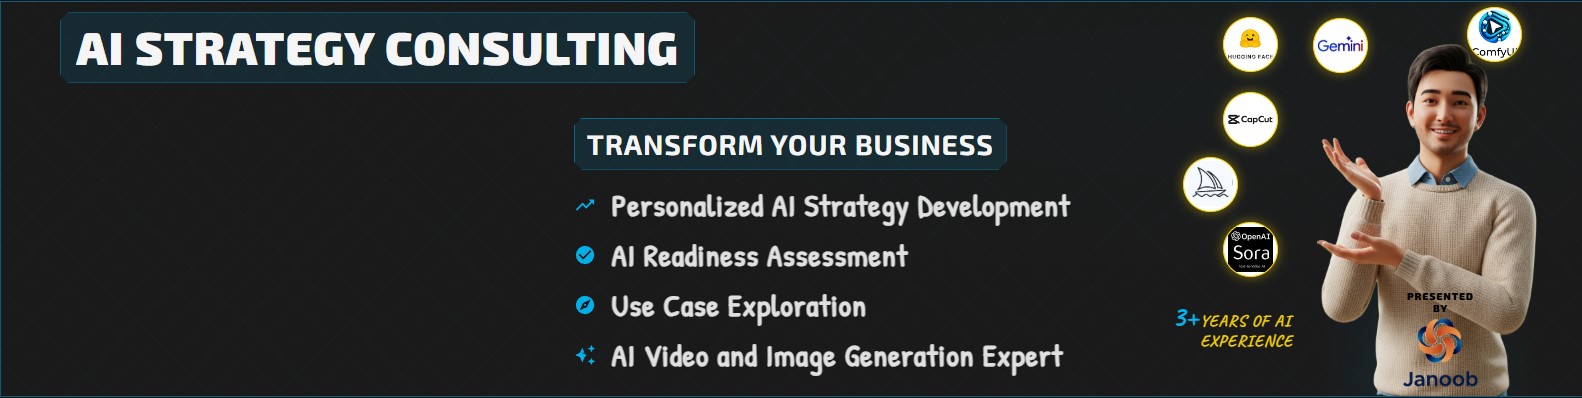 AI STRATEGY CONSULTING
TRANSFORM YOUR BUSINESS
Personalized AI Strategy Development
AI Readiness Assessment
Use Case Exploration
AI Video and Image Generation Expert
HUGGING FACE
Gemini
ComfyUI
CapCut
OpenAI
Sora
3+ YEARS OF AI
EXPERIENCE
PRESENTED
BY
Janoob